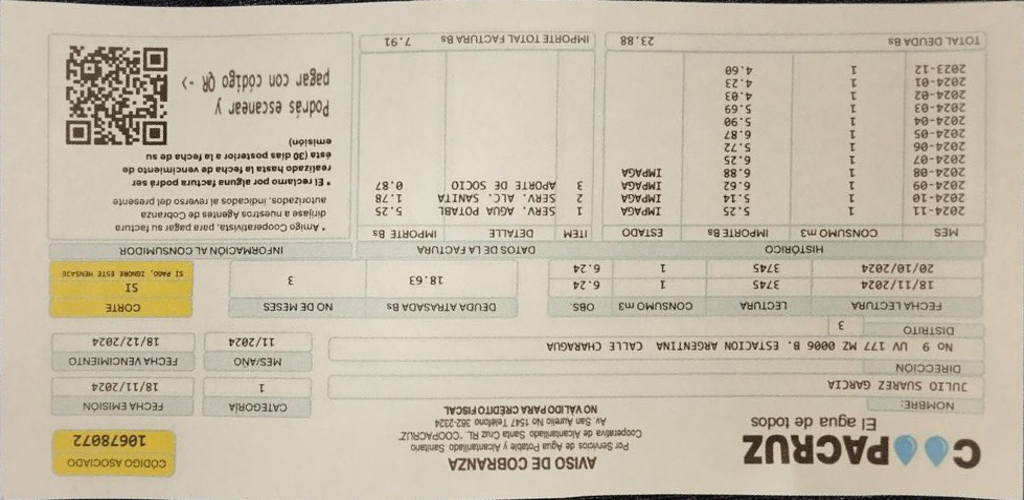 COOPACRUZ
El agua de todos
AVISO DE COBRANZA
Por Servicios de Agua Potable y Alcantarillado Sanitario
Cooperativa de Alcantarillado Santa Cruz RL. "COOPACRUZ"
Av San Aurelio No 1547 Teléfono 362-2324
NO VÁLIDO PARA CRÉDITO FISCAL
CÓDIGO ASOCIADO
10678072
NOMBRE:
JULIO SUAREZ GARCIA
CATEGORÍA
1
FECHA EMISIÓN
18/11/2024
DIRECCIÓN
No 9 UV 177 MZ 0006 B. ESTACION ARGENTINA CALLE CHARAGUA
MES/AÑO
11/2024
FECHA VENCIMIENTO
18/12/2024
DISTRITO
3
FECHA LECTURA LECTURA CONSUMO m3 OBS.
18/11/2024 3745 1 6.24
20/10/2024 3745 1 6.24
DEUDA ATRASADA Bs NO DE MESES
18.63 3
CORTE
SI
SI PAGO, IGNORE ESTE MENSAJE
HISTÓRICO
MES CONSUMO m3 IMPORTE Bs ESTADO
2024-11 1 5.25 IMPAGA
2024-10 1 5.14 IMPAGA
2024-09 1 6.62 IMPAGA
2024-08 1 6.88 IMPAGA
2024-07 1 6.25
2024-06 1 5.72
2024-05 1 6.87
2024-04 1 5.90
2024-03 1 5.69
2024-02 1 4.03
2024-01 1 4.23
2023-12 1 4.60
TOTAL DEUDA Bs 23.88
DATOS DE LA FACTURA
ITEM DETALLE IMPORTE Bs
1 SERV. AGUA POTABL 5.25
2 SERV. ALC. SANITA 1.78
3 APORTE DE SOCIO 0.87
IMPORTE TOTAL FACTURA Bs 7.91
INFORMACIÓN AL CONSUMIDOR
* Amigo Cooperativista, para pagar su factura
diríjase a nuestros Agentes de Cobranza
autorizados, indicados al reverso del presente
* El reclamo por alguna factura podrá ser
realizado hasta la fecha de vencimiento de
ésta (30 días posterior a la fecha de su
emisión)
Podrás escanear y
pagar con código QR ->